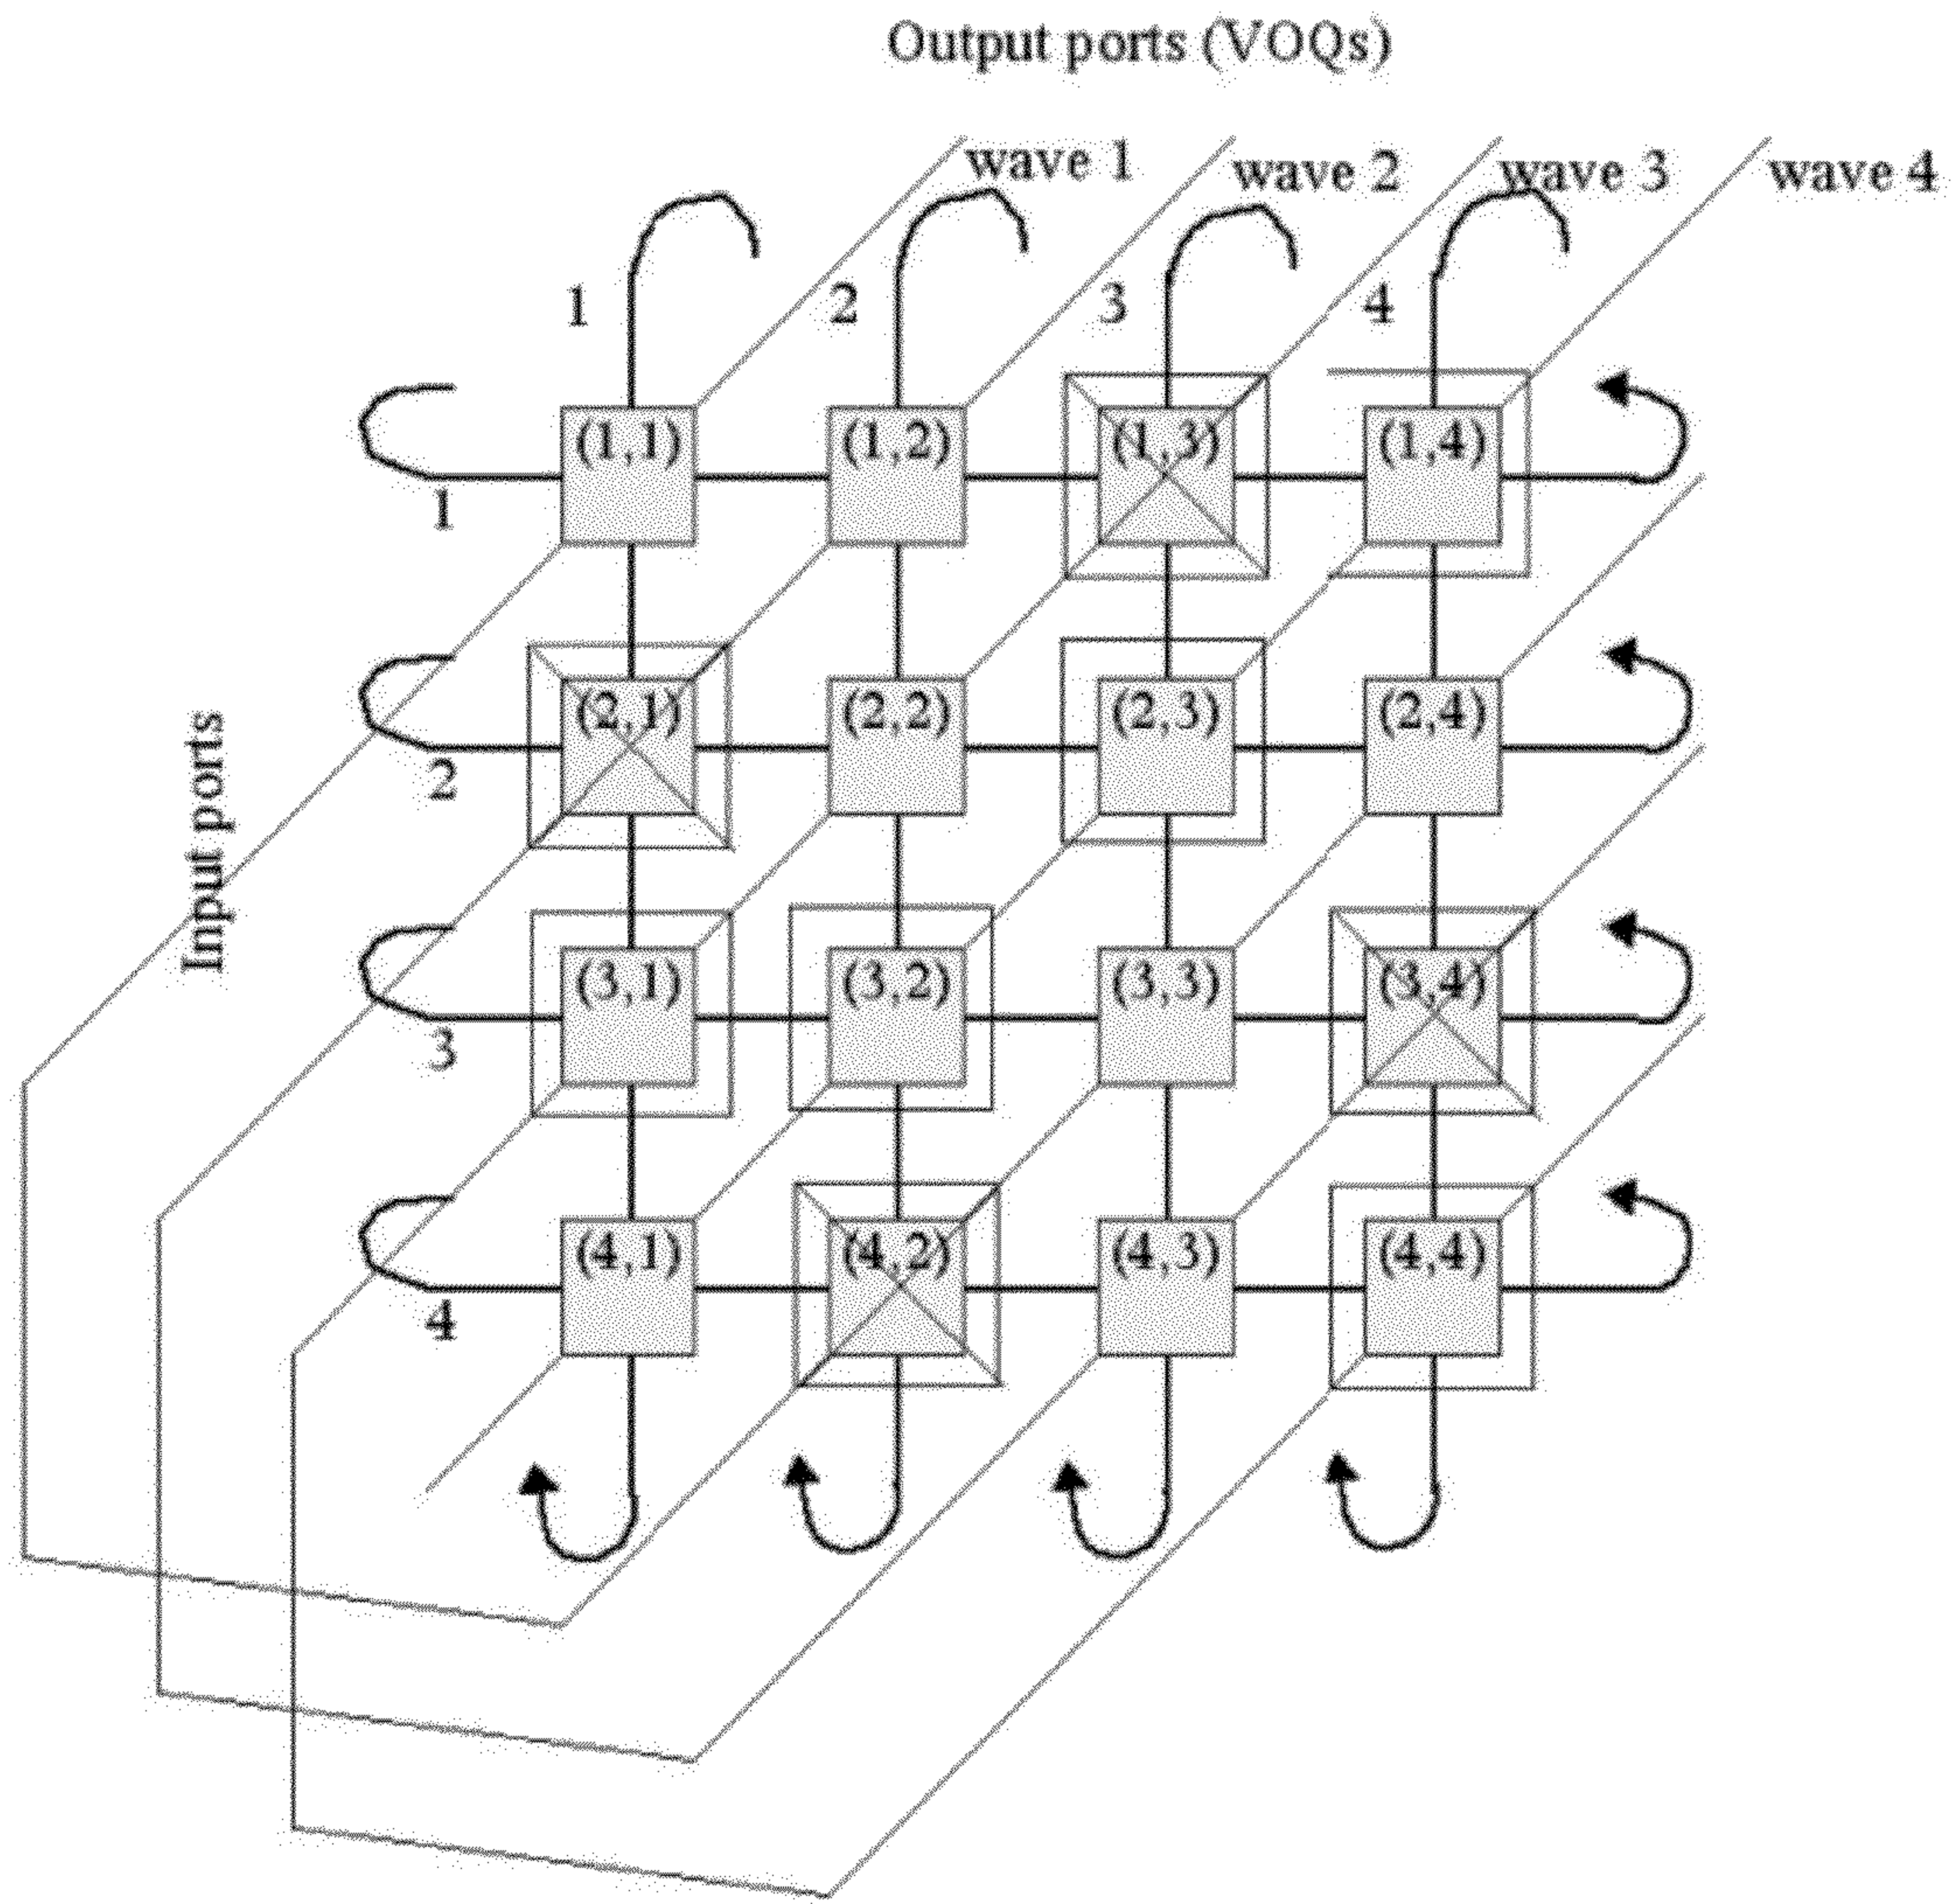 Output ports (VOQs)
wave 1 wave 2 wave 3 wave 4
1 2 3 4
(1,1) (1,2) (1,3) (1,4)
1
(2,1) (2,2) (2,3) (2,4)
2
Input ports
(3,1) (3,2) (3,3) (3,4)
3
(4,1) (4,2) (4,3) (4,4)
4